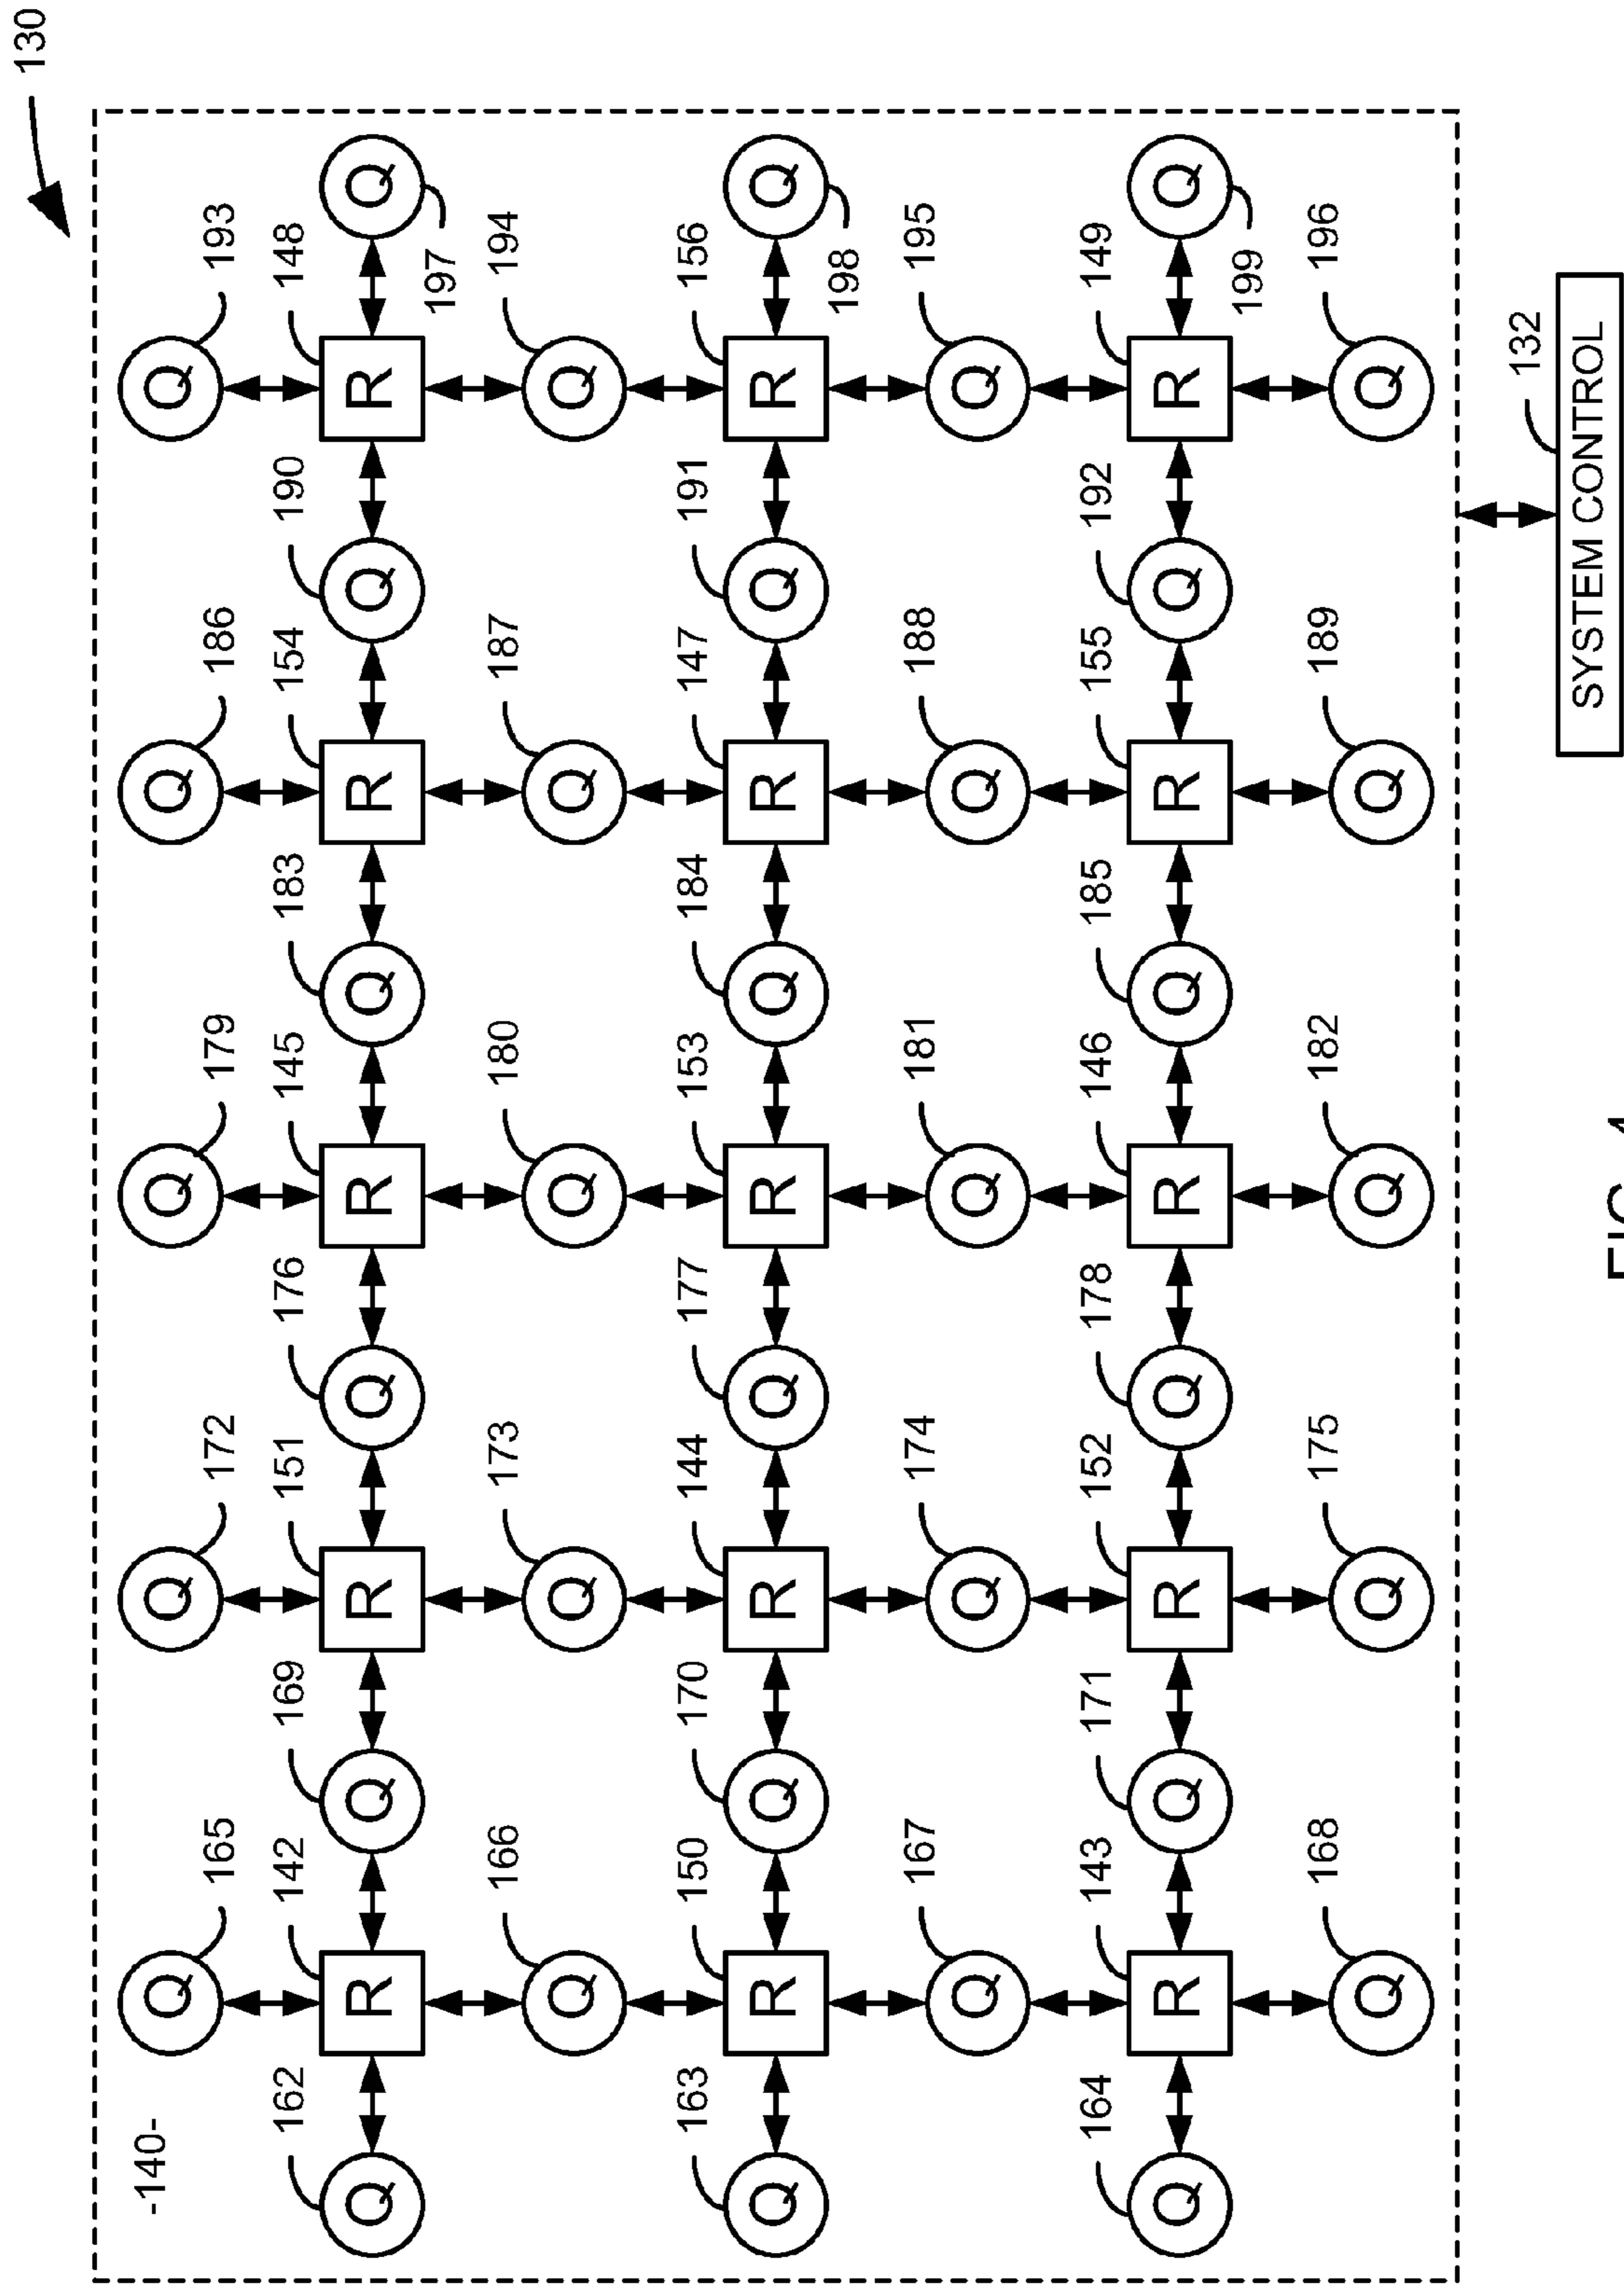 130
-140-
Q Q Q Q Q
165 172 179 186 193
162 142 169 151 176 145 183 154 190 148
Q R Q R Q R Q R Q R Q
197
166 173 180 187 194
Q Q Q Q Q
163 150 170 144 177 153 184 147 191 156
Q R Q R Q R Q R Q R Q
198
167 174 181 188 195
Q Q Q Q Q
164 143 171 152 178 146 185 155 192 149
Q R Q R Q R Q R Q R Q
199
168 175 182 189 196
Q Q Q Q Q
132
SYSTEM CONTROL